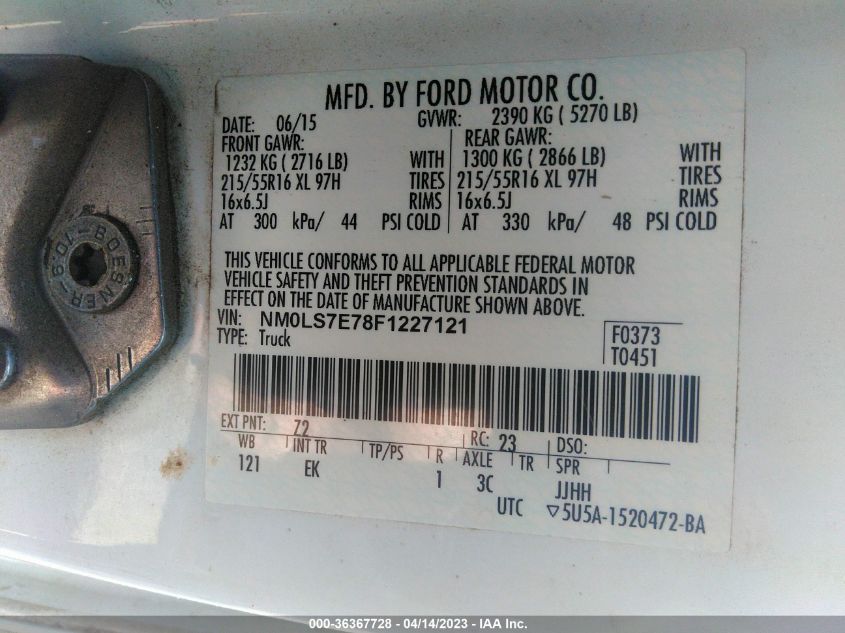 MFD. BY FORD MOTOR CO.
DATE: 06/15 GVWR: 2390 KG ( 5270 LB)
FRONT GAWR: REAR GAWR:
1232 KG ( 2716 LB) WITH 1300 KG ( 2866 LB) WITH
215/55R16 XL 97H TIRES 215/55R16 XL 97H TIRES
16x6.5J RIMS 16x6.5J RIMS
AT 300 kPa/ 44 PSI COLD AT 330 kPa/ 48 PSI COLD
THIS VEHICLE CONFORMS TO ALL APPLICABLE FEDERAL MOTOR
VEHICLE SAFETY AND THEFT PREVENTION STANDARDS IN
EFFECT ON THE DATE OF MANUFACTURE SHOWN ABOVE.
VIN: NM0LS7E78F1227121
TYPE: Truck
F0373
T0451
EXT PNT: Z2 RC: 23 DSO:
WB INT TR TP/PS R AXLE TR SPR
121 EK 1 3C JJHH
UTC ▽5U5A-1520472-BA
BOESNER-10.9-
000-36367728 - 04/14/2023 - IAA Inc.